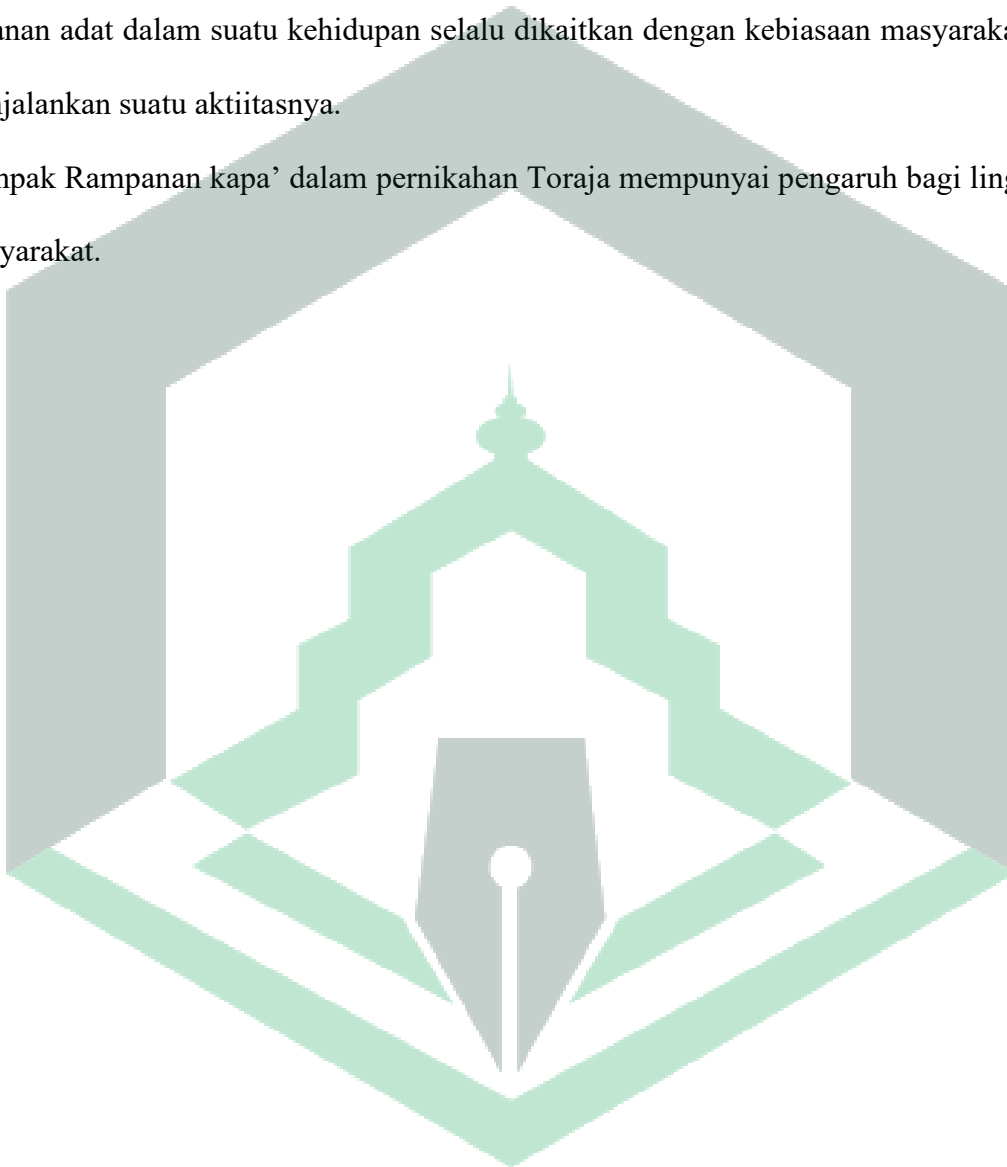 anan adat dalam suatu kehidupan selalu dikaitkan dengan kebiasaan masyaraka
jalankan suatu aktiitasnya.
mpak Rampanan kapa’ dalam pernikahan Toraja mempunyai pengaruh bagi ling
yarakat.